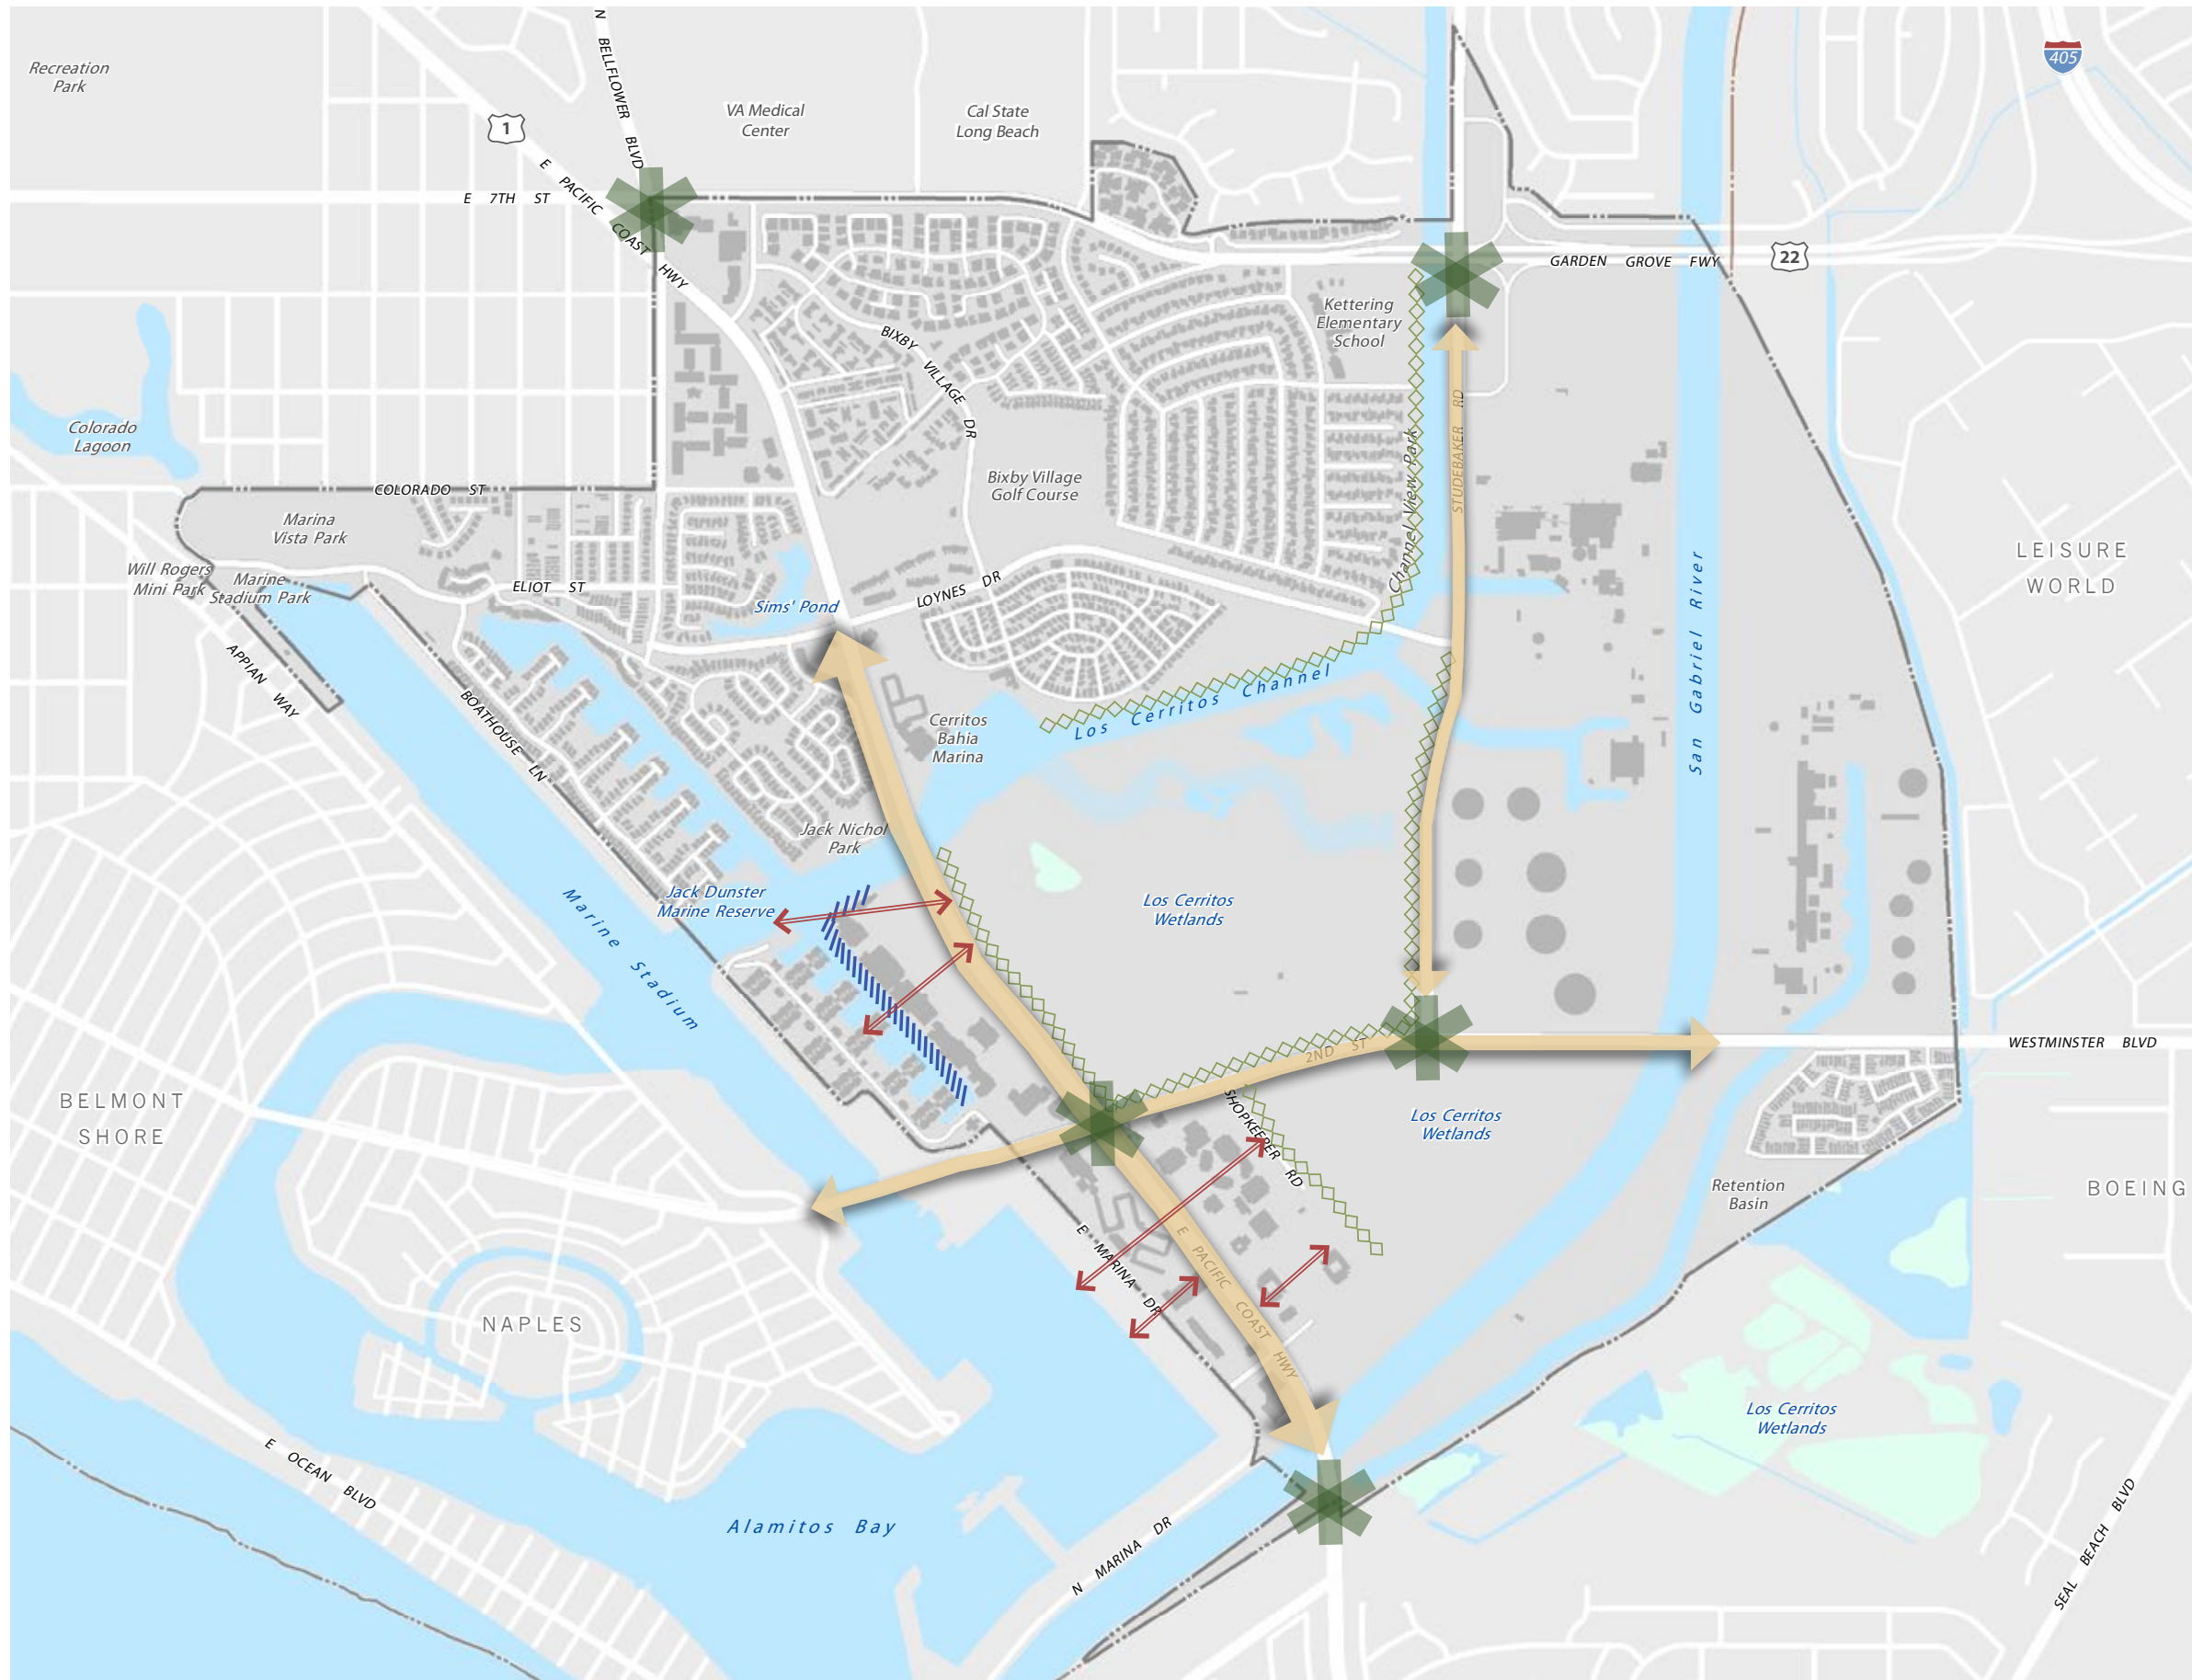 N BELLFLOWER BLVD
405
Recreation
Park
VA Medical
Center
Cal State
Long Beach
1
E PACIFIC COAST HWY
E 7TH ST
GARDEN GROVE FWY
22
Kettering
Elementary
School
BIXBY VILLAGE DR
STUDEBAKER RD
Colorado
Lagoon
Channel View Park
Bixby Village
Golf Course
COLORADO ST
Marina
Vista Park
LEISURE
WORLD
Will Rogers
Mini Park
Marine
Stadium Park
ELIOT ST
LOYNES DR
Sims' Pond
San Gabriel River
APPIAN WAY
BOATHOUSE LN
Los Cerritos Channel
Cerritos
Bahia
Marina
Jack Nichol
Park
Jack Dunster
Marine Reserve
Los Cerritos
Wetlands
Marine Stadium
2ND ST
WESTMINSTER BLVD
BELMONT
SHORE
SHOPKEEPER RD
Los Cerritos
Wetlands
Retention
Basin
BOEING
E MARINA DR
E PACIFIC COAST HWY
NAPLES
Los Cerritos
Wetlands
E OCEAN BLVD
Alamitos Bay
N MARINA DR
SEAL BEACH BLVD